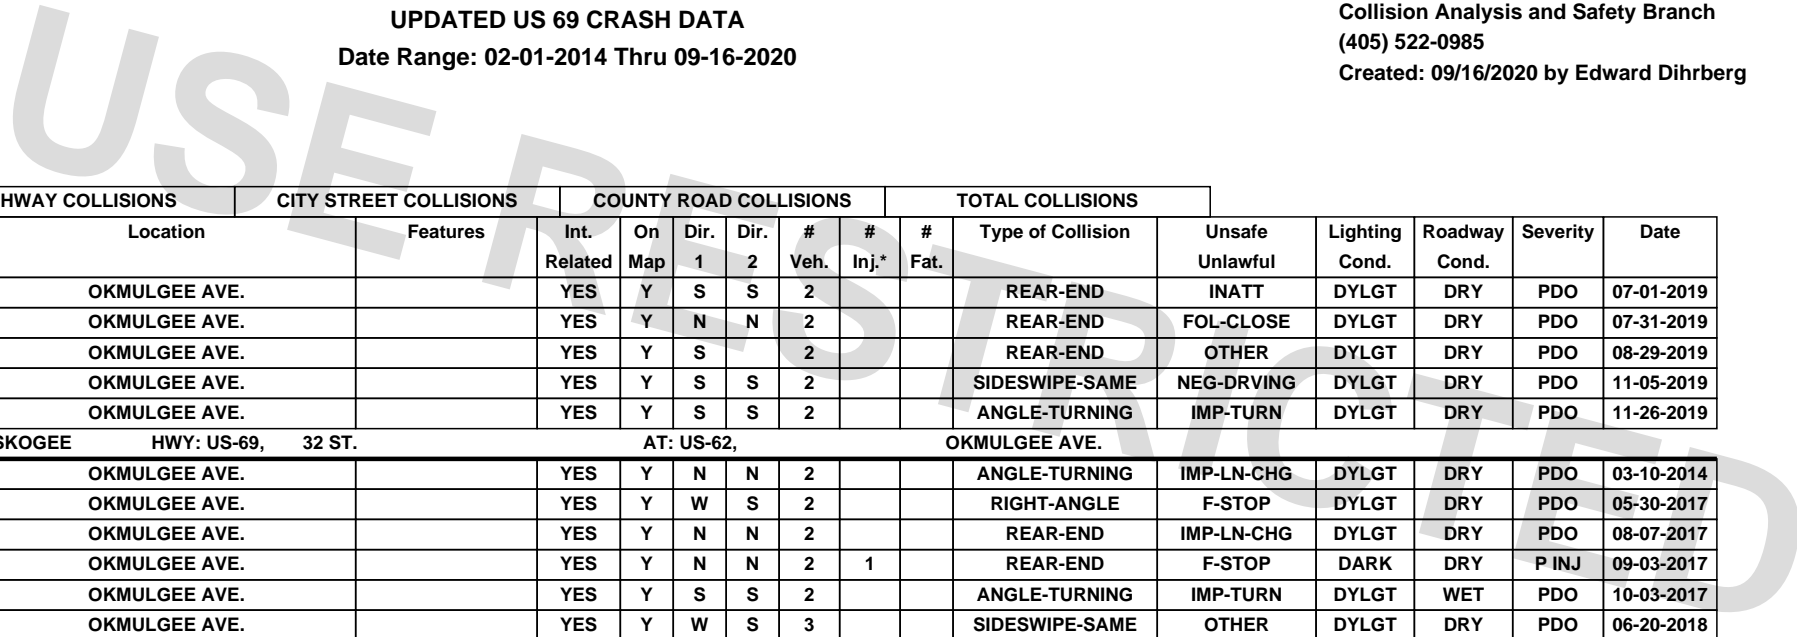 UPDATED US 69 CRASH DATA
Date Range: 02-01-2014 Thru 09-16-2020
Collision Analysis and Safety Branch
(405) 522-0985
Created: 09/16/2020 by Edward Dihrberg
USE RESTRICTED
HWAY COLLISIONS CITY STREET COLLISIONS COUNTY ROAD COLLISIONS TOTAL COLLISIONS
Location Features Int. On Dir. Dir. # # # Type of Collision Unsafe Lighting Roadway Severity Date
Related Map 1 2 Veh. Inj.* Fat. Unlawful Cond. Cond.
OKMULGEE AVE. YES Y S S 2 REAR-END INATT DYLGT DRY PDO 07-01-2019
OKMULGEE AVE. YES Y N N 2 REAR-END FOL-CLOSE DYLGT DRY PDO 07-31-2019
OKMULGEE AVE. YES Y S 2 REAR-END OTHER DYLGT DRY PDO 08-29-2019
OKMULGEE AVE. YES Y S S 2 SIDESWIPE-SAME NEG-DRVING DYLGT DRY PDO 11-05-2019
OKMULGEE AVE. YES Y S S 2 ANGLE-TURNING IMP-TURN DYLGT DRY PDO 11-26-2019
SKOGEE HWY: US-69, 32 ST. AT: US-62, OKMULGEE AVE.
OKMULGEE AVE. YES Y N N 2 ANGLE-TURNING IMP-LN-CHG DYLGT DRY PDO 03-10-2014
OKMULGEE AVE. YES Y W S 2 RIGHT-ANGLE F-STOP DYLGT DRY PDO 05-30-2017
OKMULGEE AVE. YES Y N N 2 REAR-END IMP-LN-CHG DYLGT DRY PDO 08-07-2017
OKMULGEE AVE. YES Y N N 2 1 REAR-END F-STOP DARK DRY P INJ 09-03-2017
OKMULGEE AVE. YES Y S S 2 ANGLE-TURNING IMP-TURN DYLGT WET PDO 10-03-2017
OKMULGEE AVE. YES Y W S 3 SIDESWIPE-SAME OTHER DYLGT DRY PDO 06-20-2018